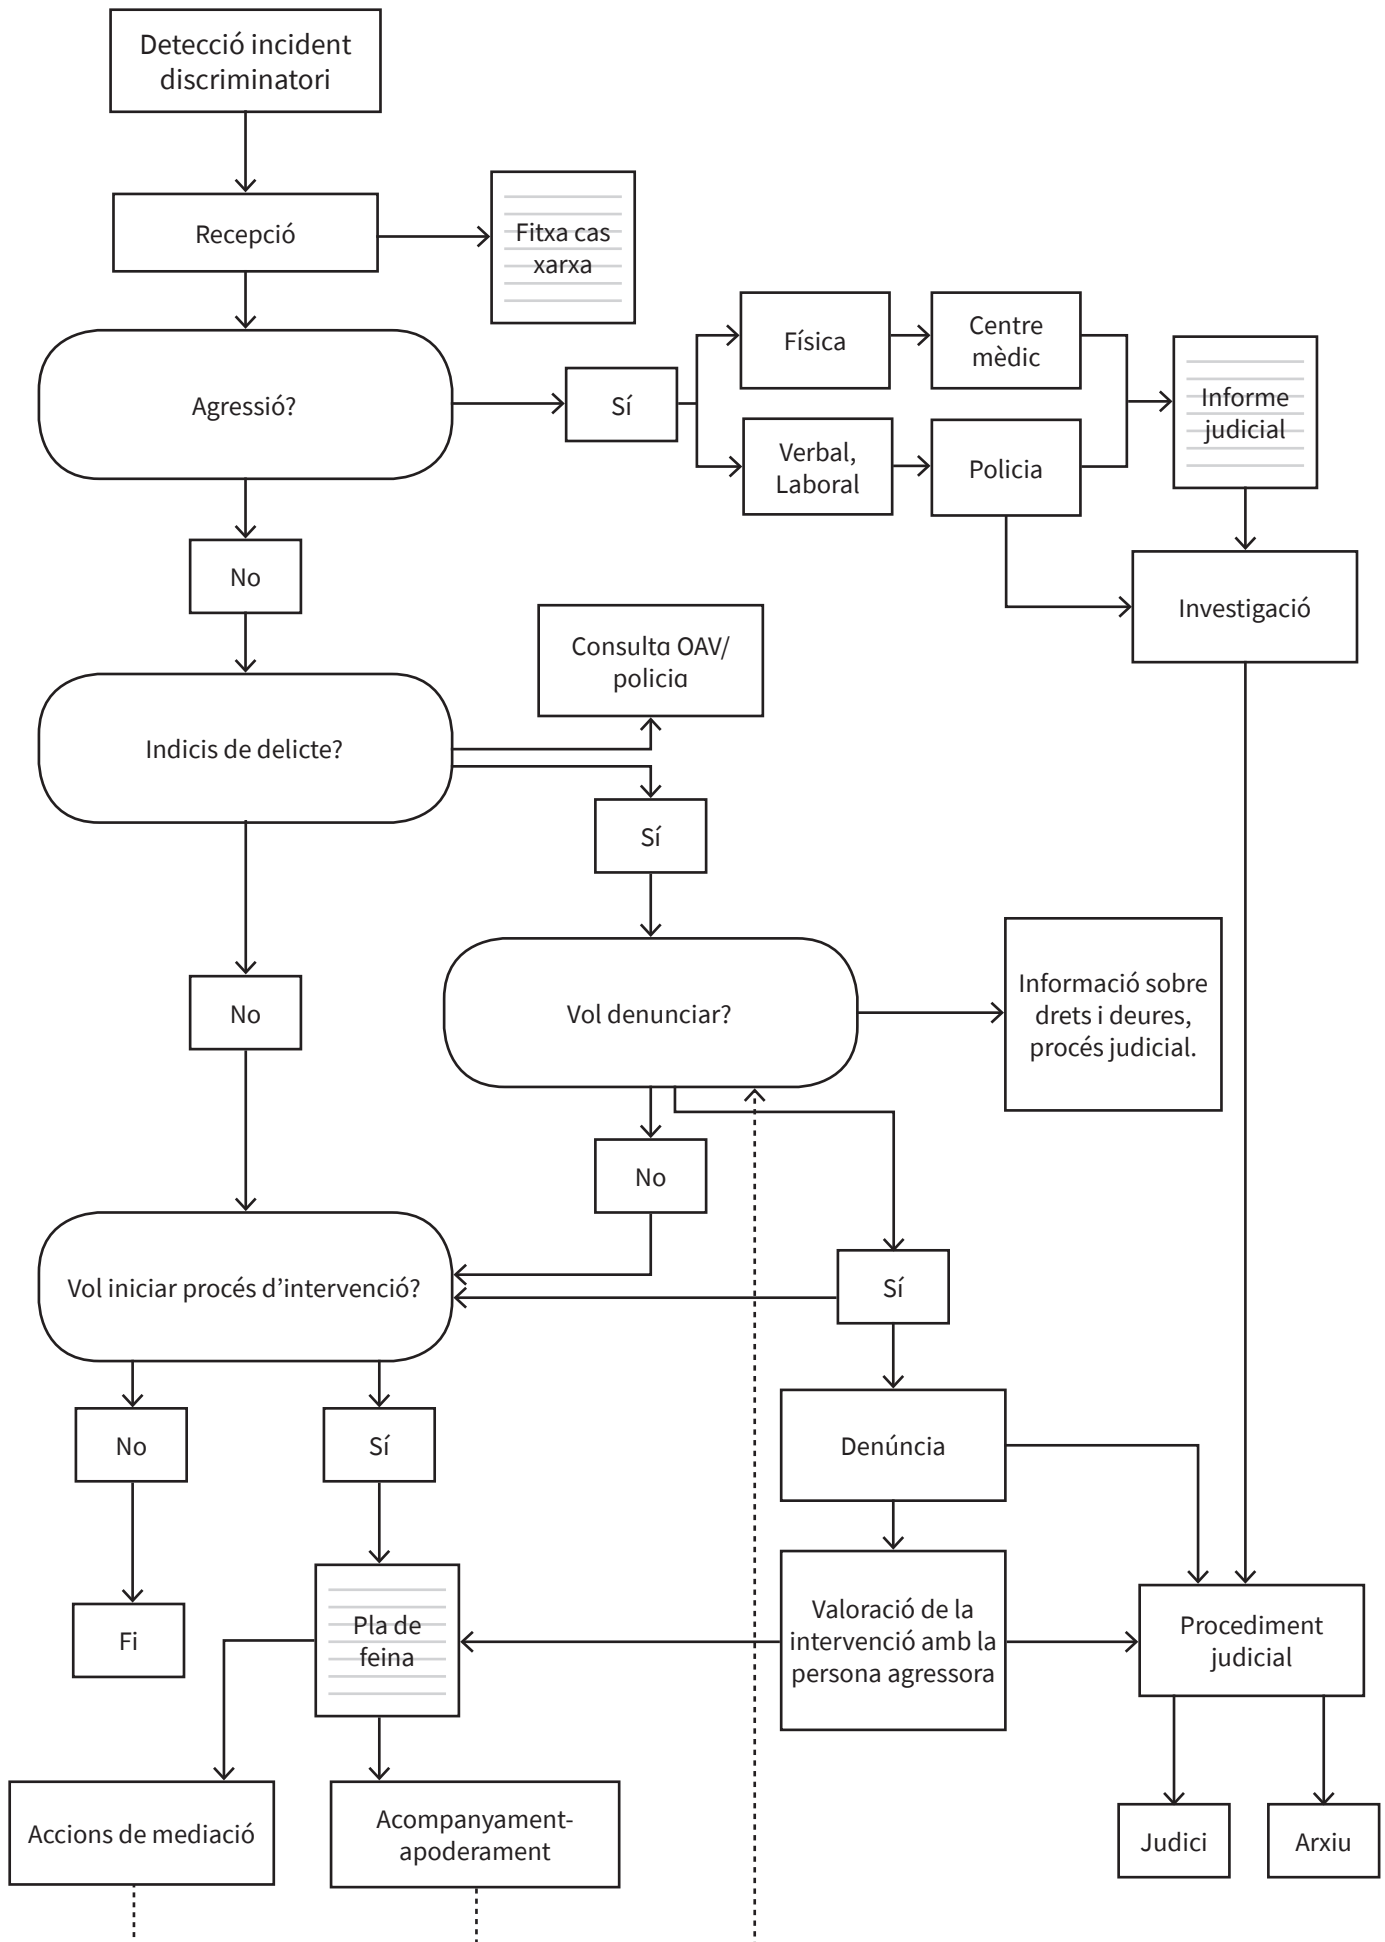 Detecció incident
discriminatori
Recepció
Fitxa cas
xarxa
Agressió?
Sí
Física
Centre
mèdic
Verbal,
Laboral
Policia
Informe
judicial
No
Investigació
Consulta OAV/
policia
Indicis de delicte?
Sí
No
Vol denunciar?
Informació sobre
drets i deures,
procés judicial.
No
Vol iniciar procés d’intervenció?
Sí
No
Sí
Denúncia
Fi
Pla de
feina
Valoració de la
intervenció amb la
persona agressora
Procediment
judicial
Accions de mediació
Acompanyament-
apoderament
Judici
Arxiu